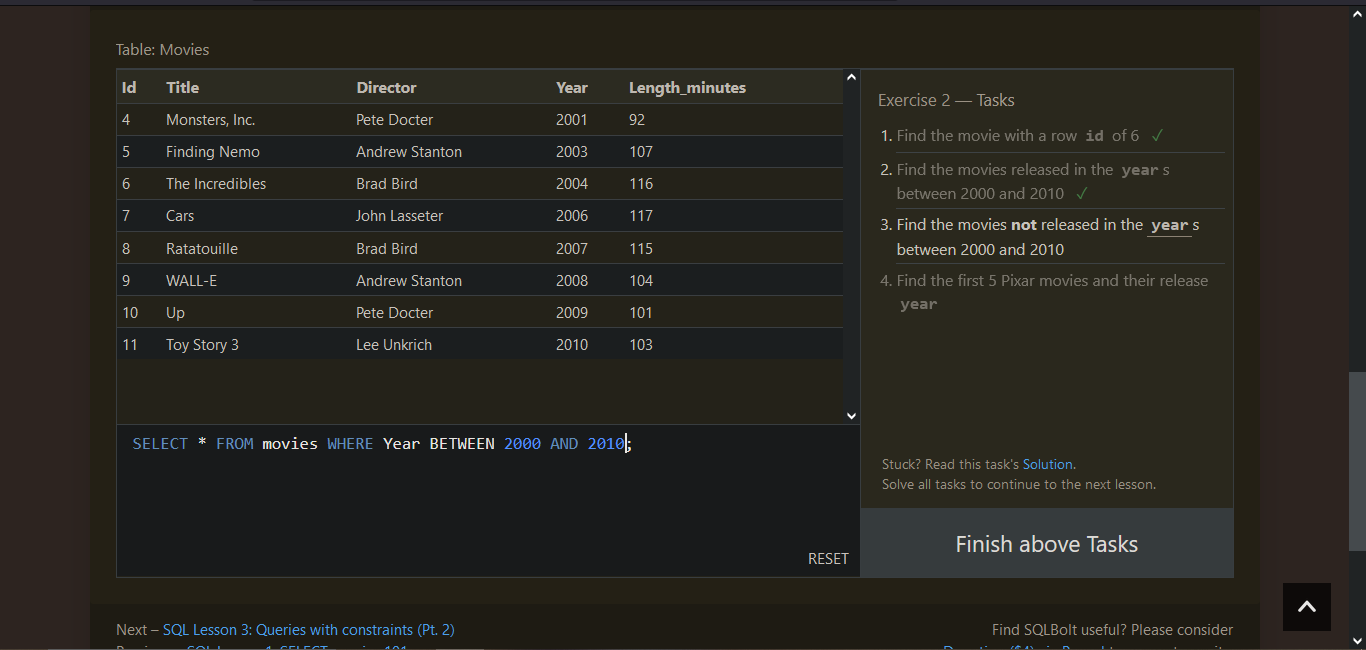 Table: Movies
Id Title Director Year Length_minutes
4 Monsters, Inc. Pete Docter 2001 92
5 Finding Nemo Andrew Stanton 2003 107
6 The Incredibles Brad Bird 2004 116
7 Cars John Lasseter 2006 117
8 Ratatouille Brad Bird 2007 115
9 WALL-E Andrew Stanton 2008 104
10 Up Pete Docter 2009 101
11 Toy Story 3 Lee Unkrich 2010 103
SELECT * FROM movies WHERE Year BETWEEN 2000 AND 2010;
RESET
Exercise 2 — Tasks
1. Find the movie with a row id of 6 ✓
2. Find the movies released in the year s
between 2000 and 2010 ✓
3. Find the movies not released in the year s
between 2000 and 2010
4. Find the first 5 Pixar movies and their release
year
Stuck? Read this task's Solution.
Solve all tasks to continue to the next lesson.
Finish above Tasks
Next – SQL Lesson 3: Queries with constraints (Pt. 2)
Find SQLBolt useful? Please consider